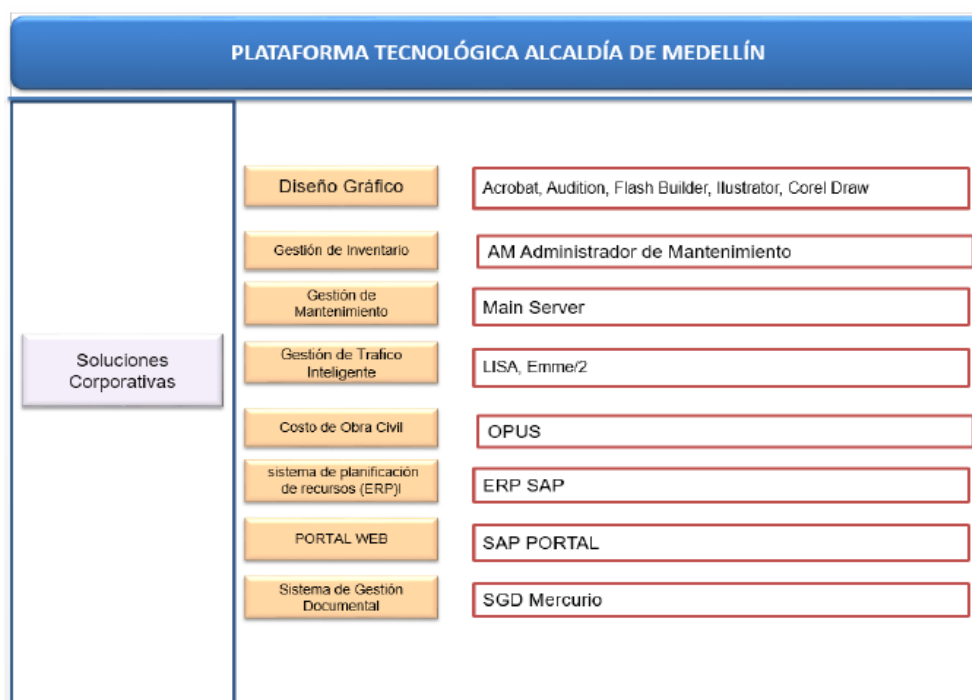 PLATAFORMA TECNOLÓGICA ALCALDÍA DE MEDELLÍN
Soluciones
Corporativas
Diseño Gráfico
Acrobat, Audition, Flash Builder, Ilustrator, Corel Draw
Gestión de Inventario
AM Administrador de Mantenimiento
Gestión de
Mantenimiento
Main Server
Gestión de Trafico
Inteligente
LISA, Emme/2
Costo de Obra Civil
OPUS
sistema de planificación
de recursos (ERP)l
ERP SAP
PORTAL WEB
SAP PORTAL
Sistema de Gestión
Documental
SGD Mercurio